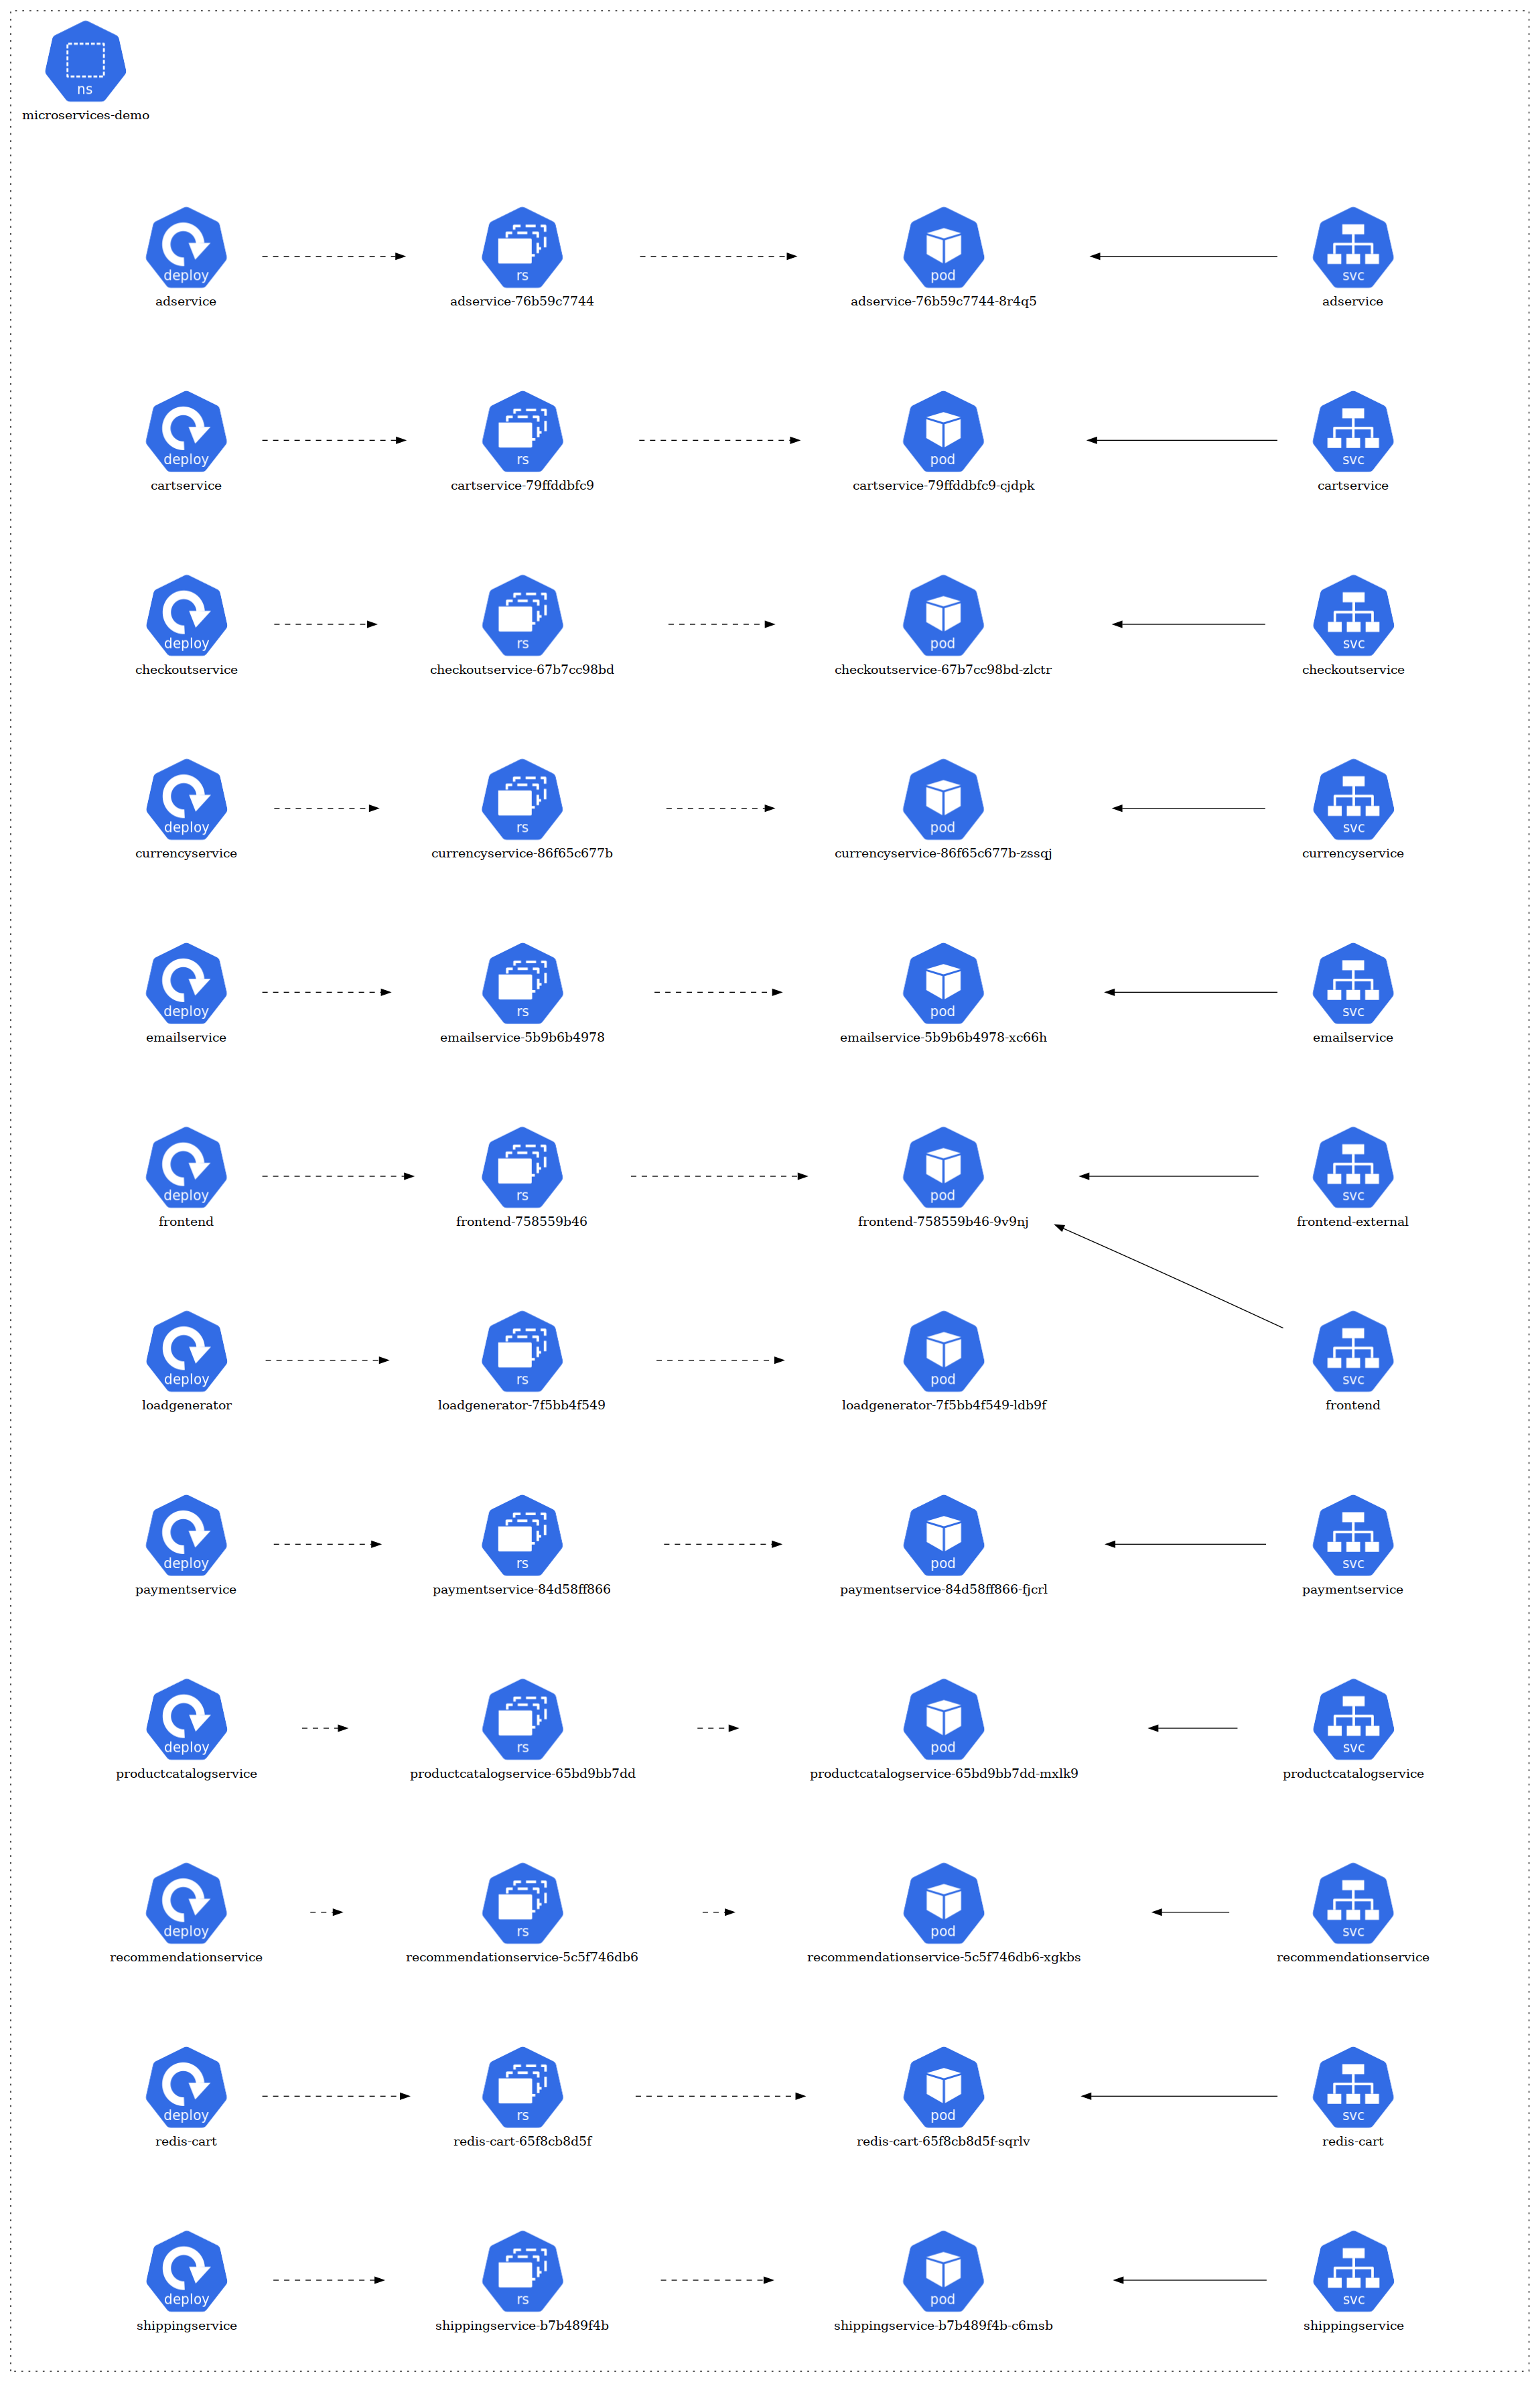 ns
microservices-demo
deploy rs pod svc
adservice adservice-76b59c7744 adservice-76b59c7744-8r4q5 adservice
deploy rs pod svc
cartservice cartservice-79ffddbfc9 cartservice-79ffddbfc9-cjdpk cartservice
deploy rs pod svc
checkoutservice checkoutservice-67b7cc98bd checkoutservice-67b7cc98bd-zlctr checkoutservice
deploy rs pod svc
currencyservice currencyservice-86f65c677b currencyservice-86f65c677b-zssqj currencyservice
deploy rs pod svc
emailservice emailservice-5b9b6b4978 emailservice-5b9b6b4978-xc66h emailservice
deploy rs pod svc
frontend frontend-758559b46 frontend-758559b46-9v9nj frontend-external
deploy rs pod svc
loadgenerator loadgenerator-7f5bb4f549 loadgenerator-7f5bb4f549-ldb9f frontend
deploy rs pod svc
paymentservice paymentservice-84d58ff866 paymentservice-84d58ff866-fjcrl paymentservice
deploy rs pod svc
productcatalogservice productcatalogservice-65bd9bb7dd productcatalogservice-65bd9bb7dd-mxlk9 productcatalogservice
deploy rs pod svc
recommendationservice recommendationservice-5c5f746db6 recommendationservice-5c5f746db6-xgkbs recommendationservice
deploy rs pod svc
redis-cart redis-cart-65f8cb8d5f redis-cart-65f8cb8d5f-sqrlv redis-cart
deploy rs pod svc
shippingservice shippingservice-b7b489f4b shippingservice-b7b489f4b-c6msb shippingservice